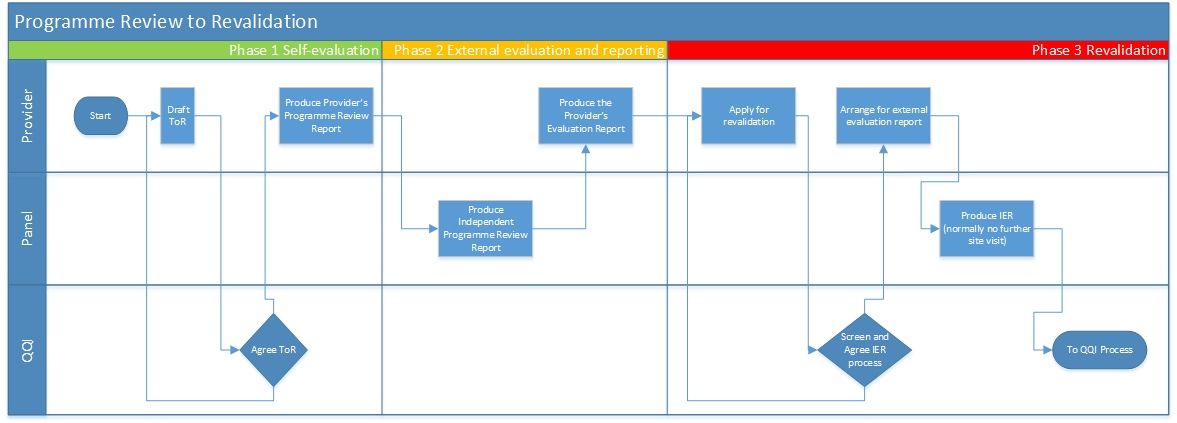 Programme Review to Revalidation
Phase 1 Self-evaluation
Phase 2 External evaluation and reporting
Phase 3 Revalidation
Provider
Start
Draft
ToR
Produce Provider's
Programme Review
Report
Produce the
Provider's
Evaluation Report
Apply for
revalidation
Arrange for external
evaluation report
Panel
Produce
Independent
Programme Review
Report
Produce IER
(normally no further
site visit)
QQI
Agree ToR
Screen and
Agree IER
process
To QQI Process